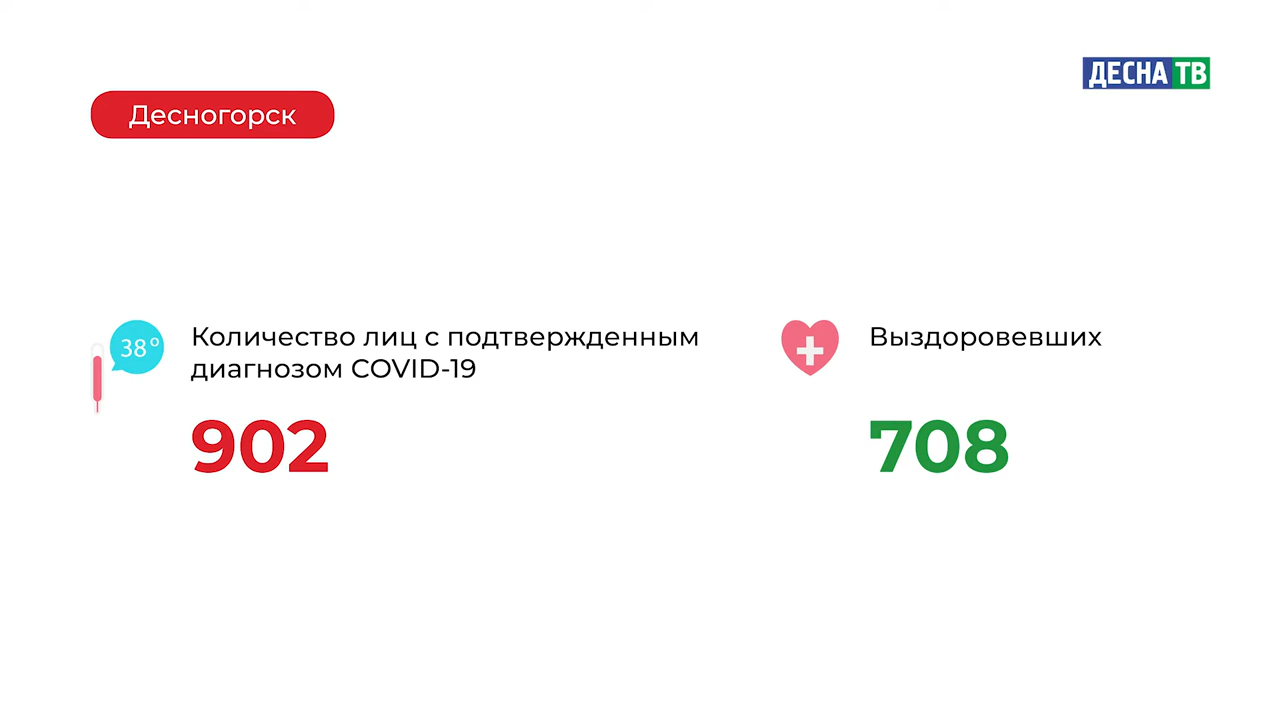 ДЕСНА ТВ
Десногорск
38°
Количество лиц с подтвержденным
диагнозом COVID-19
902
Выздоровевших
708